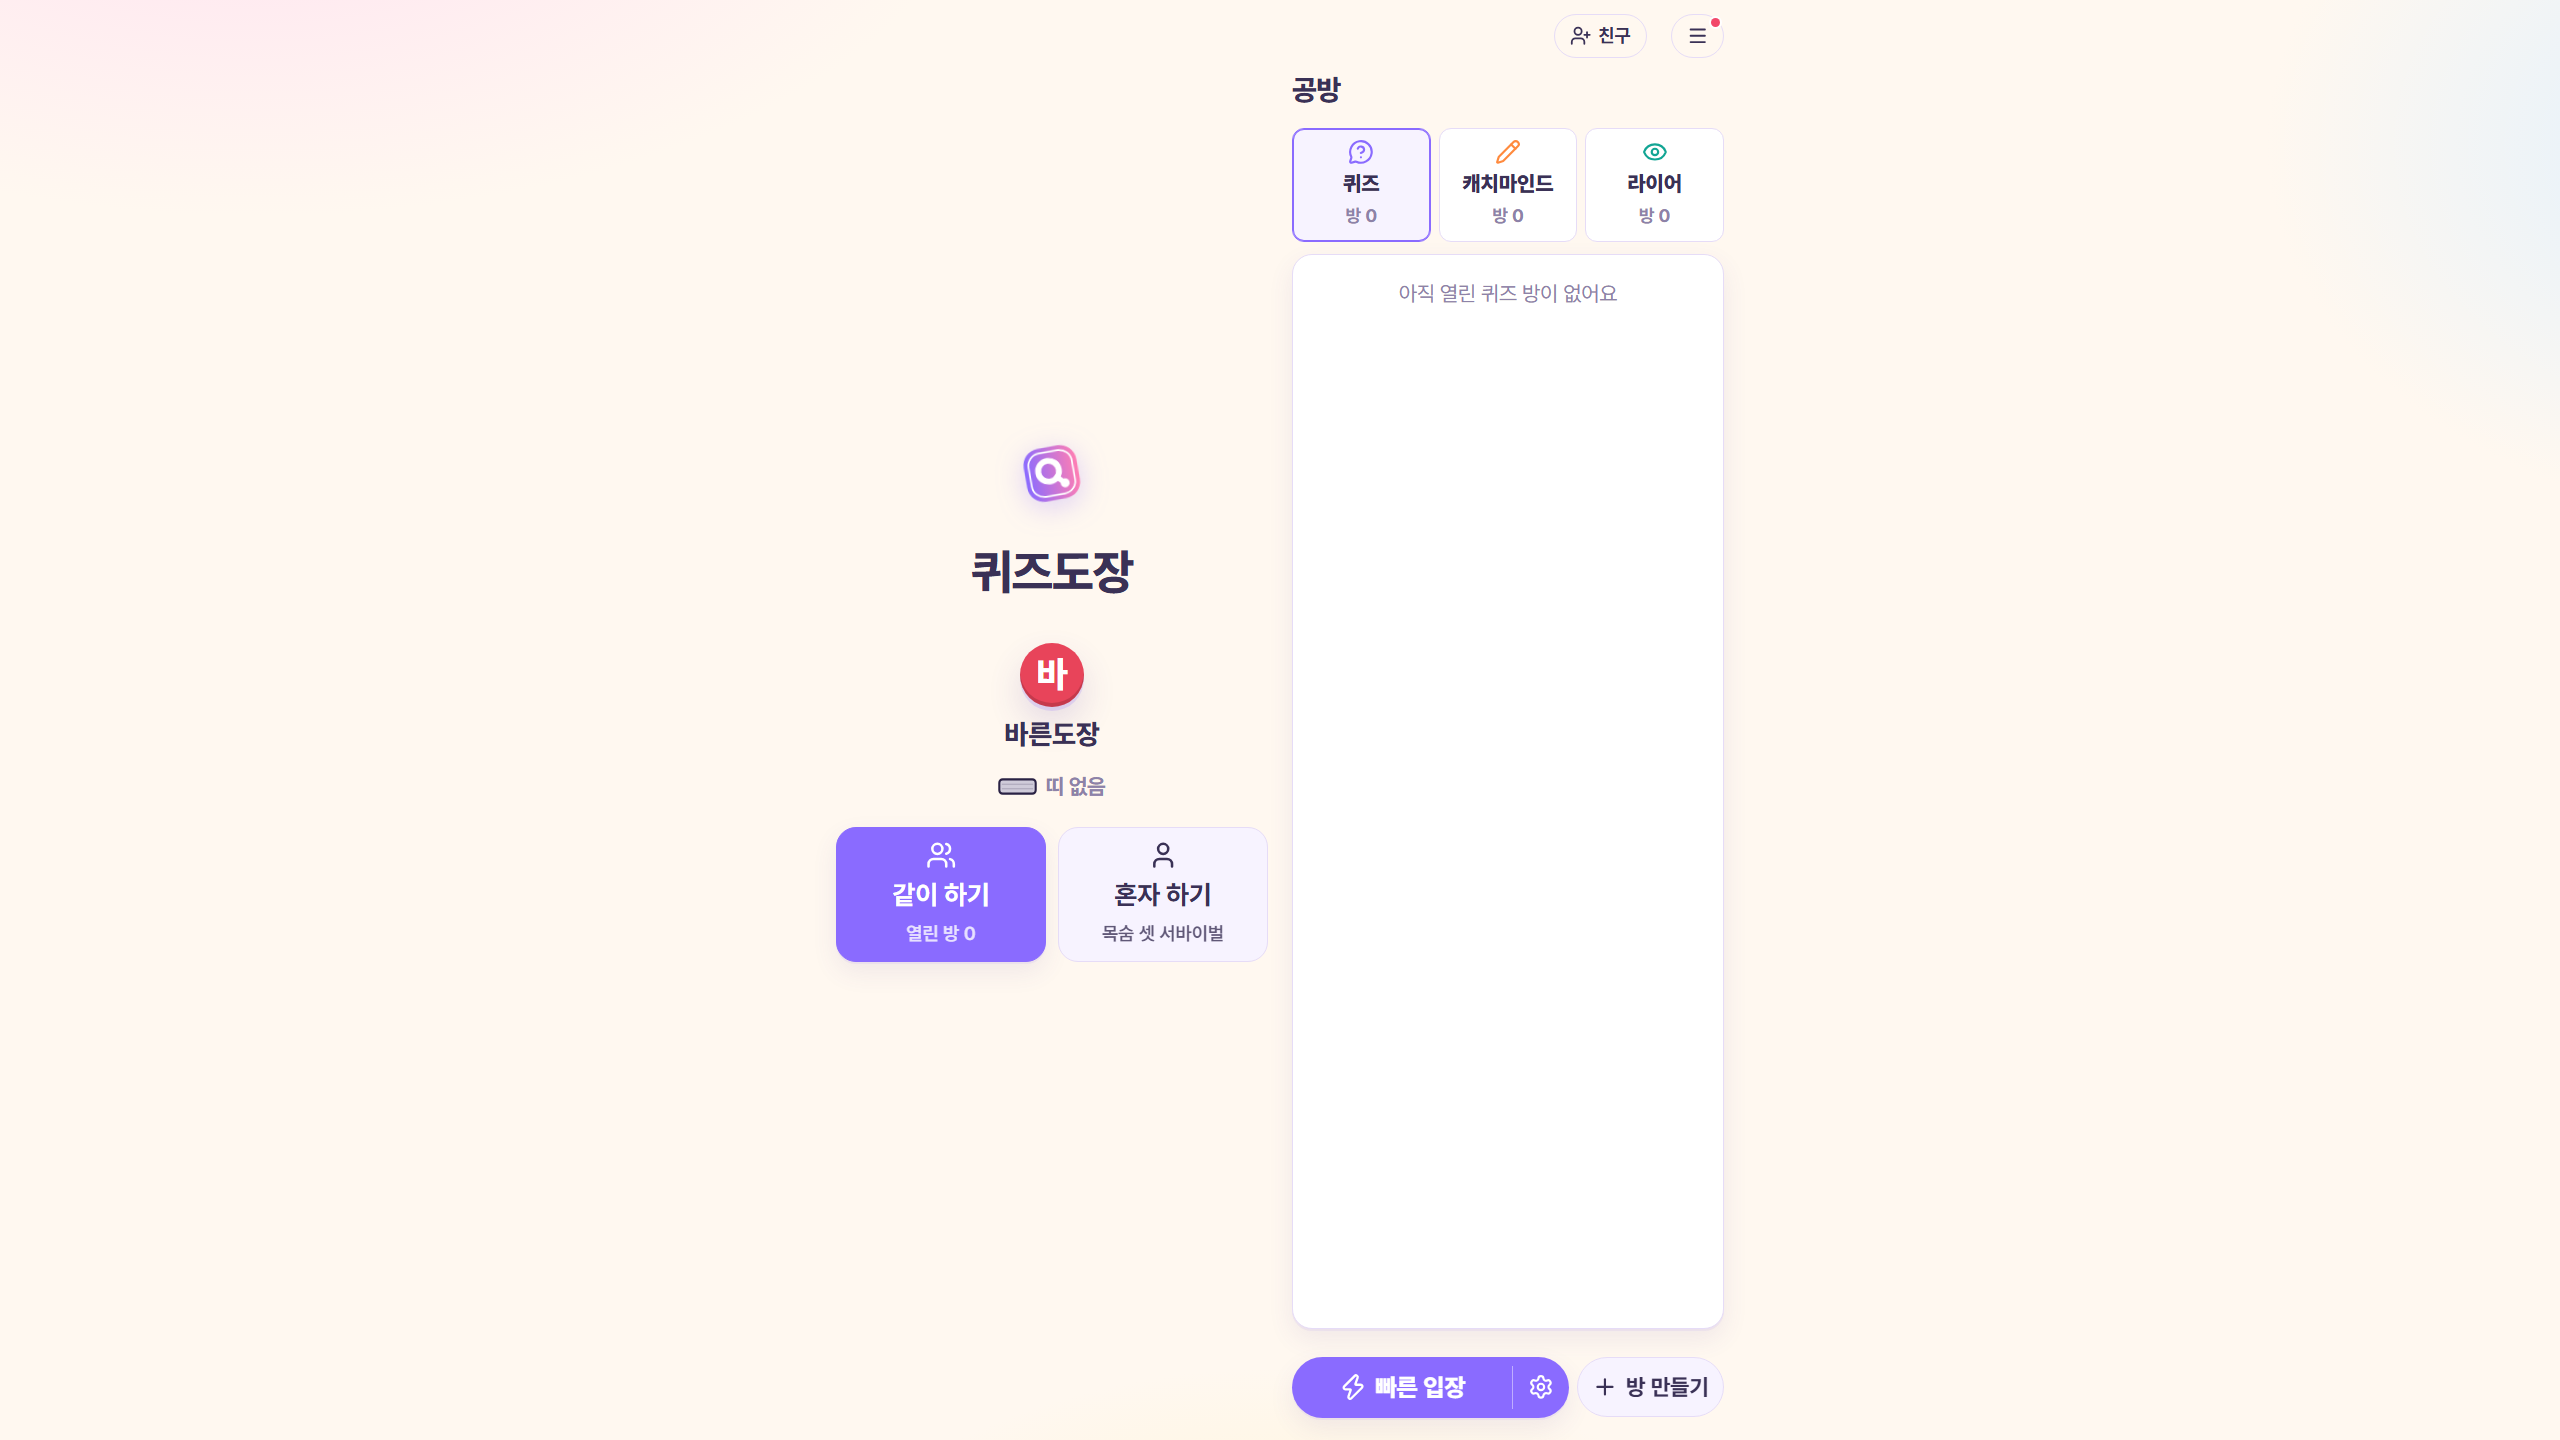 친구
공방
퀴즈
방 0
캐치마인드
방 0
라이어
방 0
아직 열린 퀴즈 방이 없어요
퀴즈도장
바
바른도장
띠 없음
같이 하기
열린 방 0
혼자 하기
목숨 셋 서바이벌
빠른 입장
방 만들기